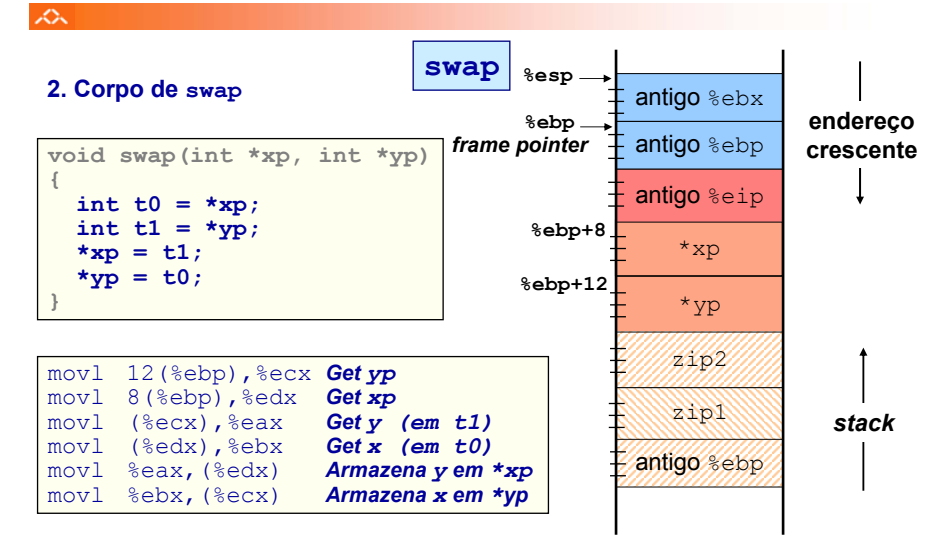 swap
2. Corpo de swap
void swap(int *xp, int *yp)
{
int t0 = *xp;
int t1 = *yp;
*xp = t1;
*yp = t0;
}
movl 12(%ebp),%ecx Get yp
movl 8(%ebp),%edx Get xp
movl (%ecx),%eax Get y (em t1)
movl (%edx),%ebx Get x (em t0)
movl %eax,(%edx) Armazena y em *xp
movl %ebx,(%ecx) Armazena x em *yp
%esp
%ebp
frame pointer
%ebp+8
%ebp+12
antigo %ebx
antigo %ebp
antigo %eip
*xp
*yp
zip2
zip1
antigo %ebp
endereço
crescente
stack